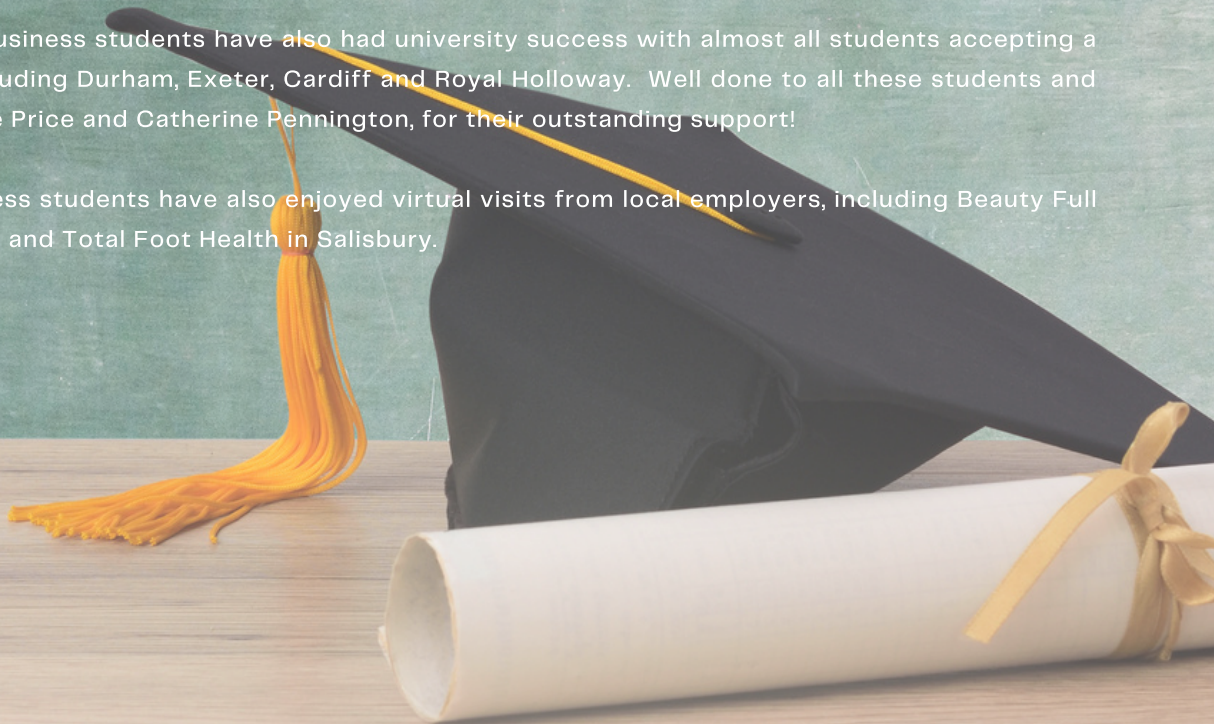 usiness students have also had university success with almost all students accepting a
uding Durham, Exeter, Cardiff and Royal Holloway. Well done to all these students and
e Price and Catherine Pennington, for their outstanding support!
ess students have also enjoyed virtual visits from local employers, including Beauty Full
and Total Foot Health in Salisbury.